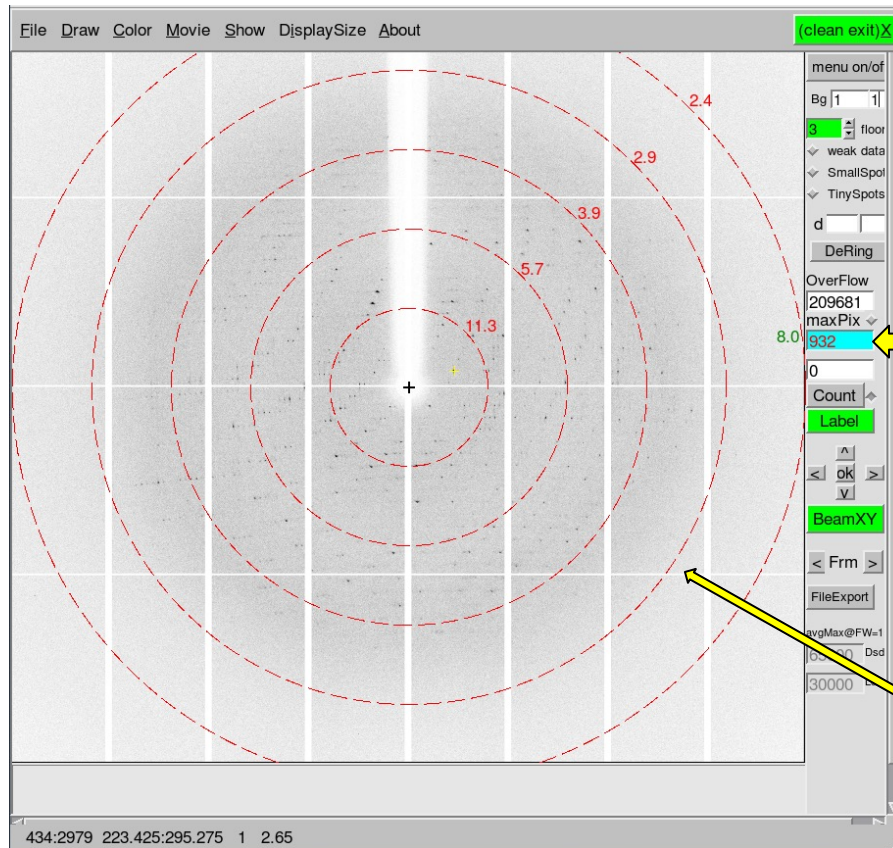 File Draw Color Movie Show DisplaySize About (clean exit)X
menu on/of
Bg 1 1
3 floor
weak data
SmallSpot
TinySpots
d
DeRing
OverFlow
209681
maxPix
932
0
Count
Label
^
< ok >
v
BeamXY
< Frm >
FileExport
avgMax@FW=1
Dsd
30000
2.4
2.9
3.9
5.7
11.3
8.0
434:2979 223.425:295.275 1 2.65